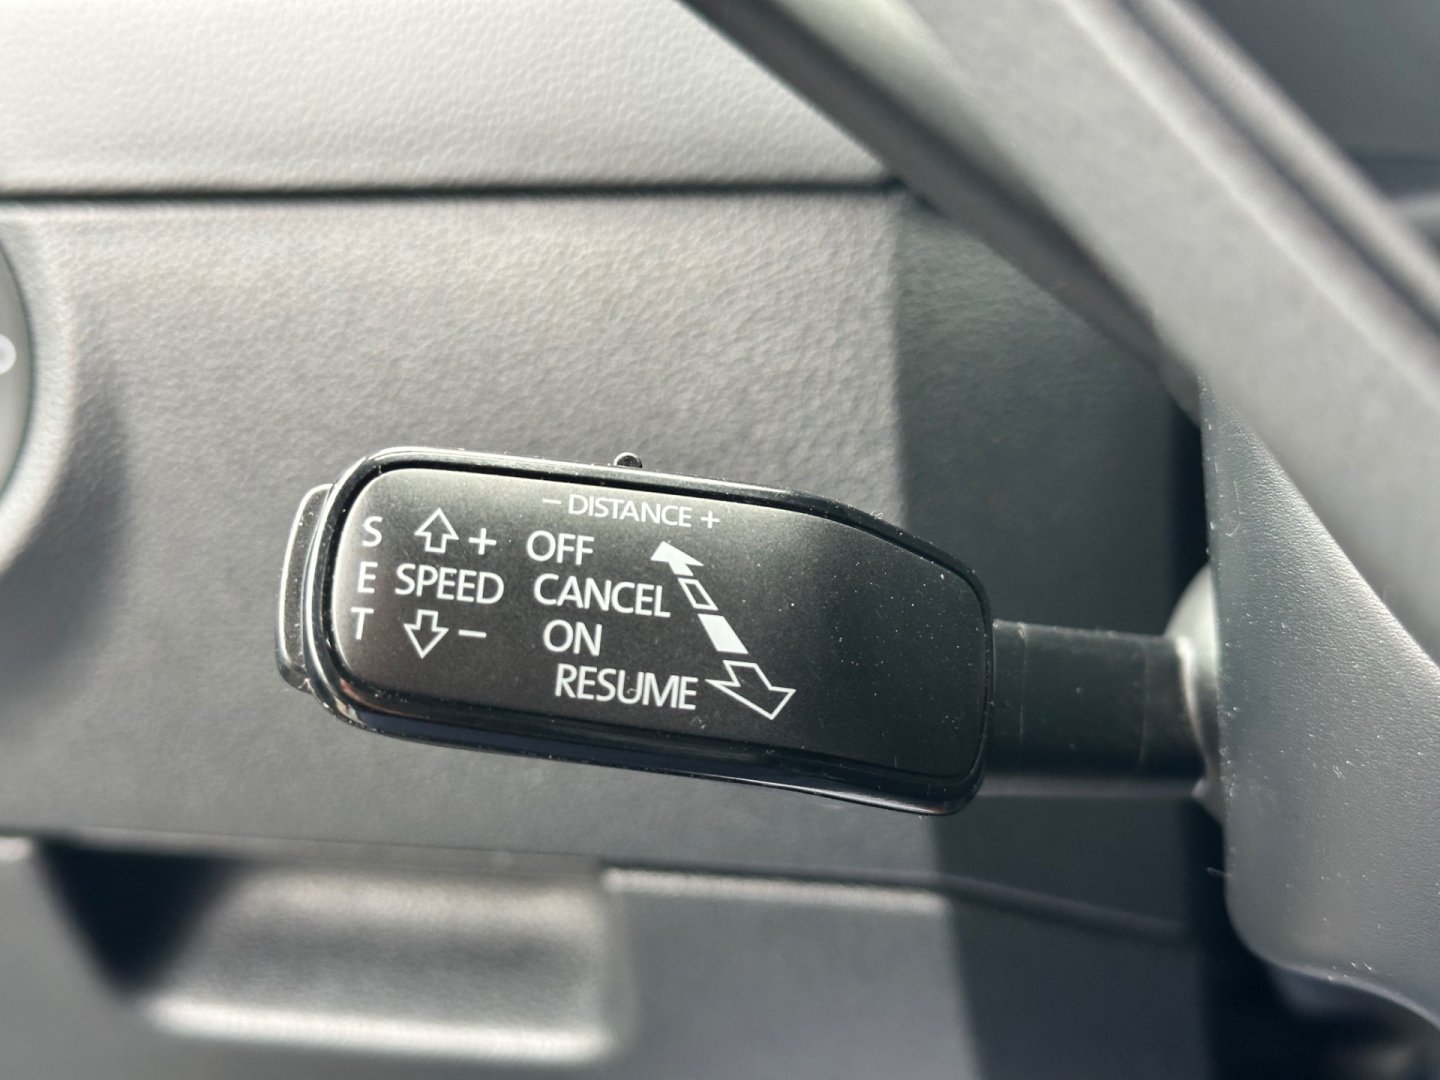 – DISTANCE +
S + OFF
E SPEED CANCEL
T – ON
RESUME